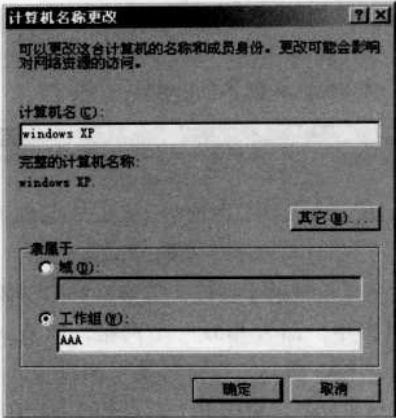 计算机名称更改
可以更改这台计算机的名称和成员身份。更改可能会影响
对网络资源的访问。
计算机名(C):
windows XP
完整的计算机名称:
windows XP.
其它(M)...
隶属于
域(D):
工作组(W):
AAA
确定
取消